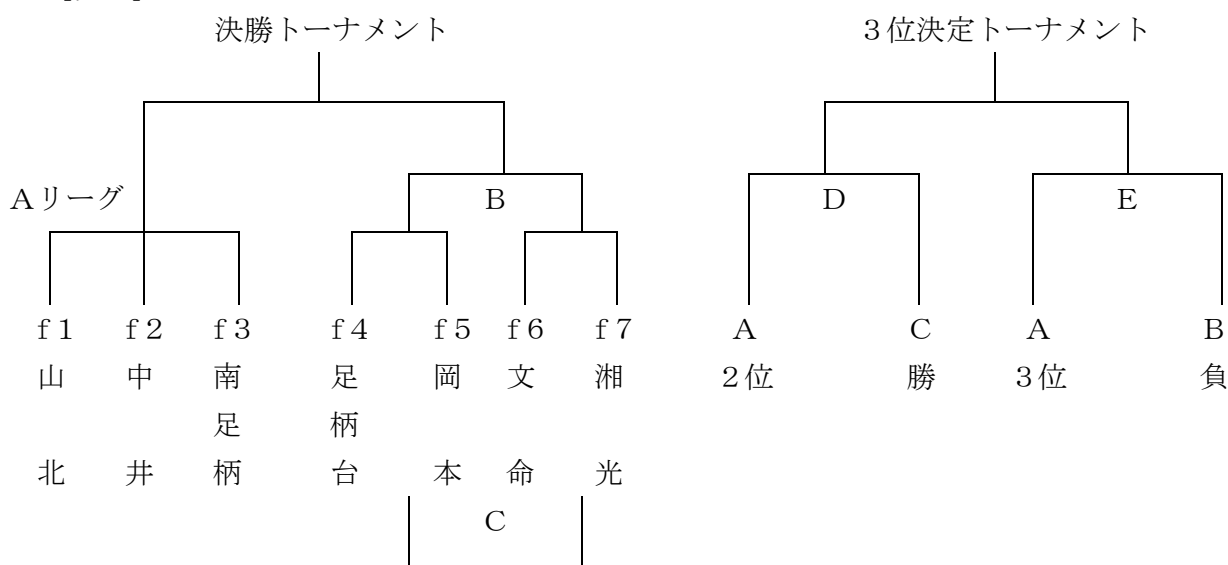 決勝トーナメント
3位決定トーナメント
Aリーグ
B
D
E
f1 f2 f3 f4 f5 f6 f7
山北 中井 南足柄 足柄台 岡本 文命 湘光
A C A B
2位 勝 3位 負
C